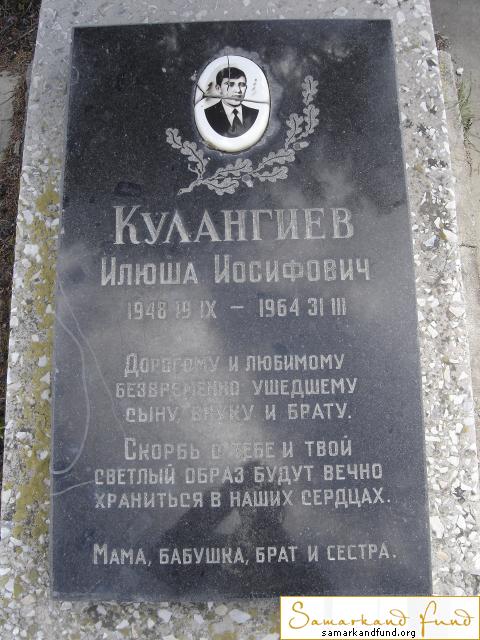 КУЛАНГИЕВ
ИЛЮША ИОСИФОВИЧ
1948 19 IX – 1964 31 III
ДОРОГОМУ И ЛЮБИМОМУ
БЕЗВРЕМЕННО УШЕДШЕМУ
СЫНУ, ВНУКУ И БРАТУ.
СКОРБЬ О ТЕБЕ И ТВОЙ
СВЕТЛЫЙ ОБРАЗ БУДУТ ВЕЧНО
ХРАНИТЬСЯ В НАШИХ СЕРДЦАХ.
МАМА, БАБУШКА, БРАТ И СЕСТРА.
Samarkand Fund
samarkandfund.org